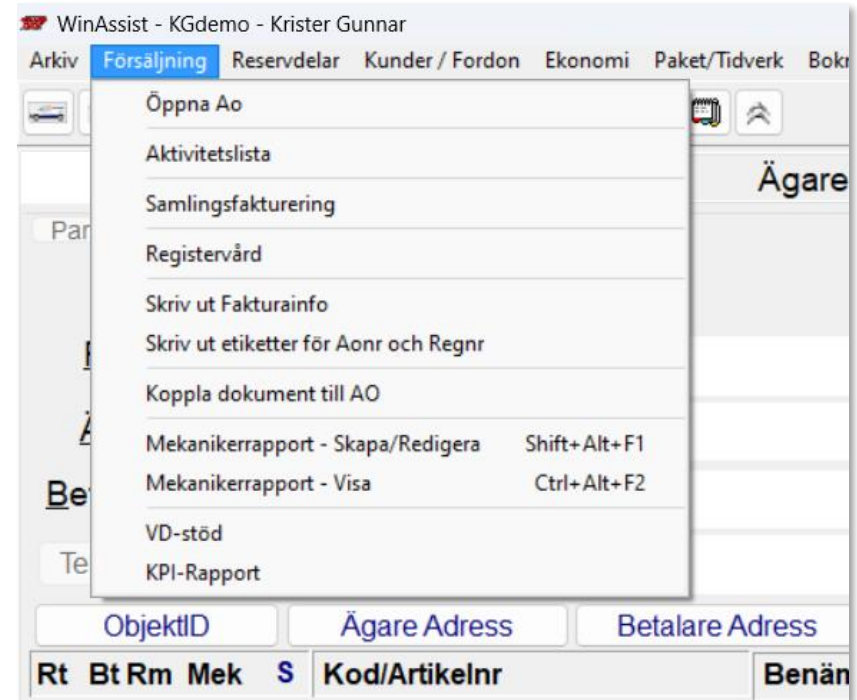 WinAssist - KGdemo - Krister Gunnar
Arkiv Försäljning Reservdelar Kunder / Fordon Ekonomi Paket/Tidverk
Öppna Ao
Aktivitetslista
Ägare
Samlingsfakturering
Registervård
Skriv ut Fakturainfo
Skriv ut etiketter för Aonr och Regnr
Koppla dokument till AO
Mekanikerrapport - Skapa/Redigera Shift+Alt+F1
Mekanikerrapport - Visa Ctrl+Alt+F2
VD-stöd
KPI-Rapport
ObjektID Ägare Adress Betalare Adress
Rt Bt Rm Mek S Kod/Artikelnr